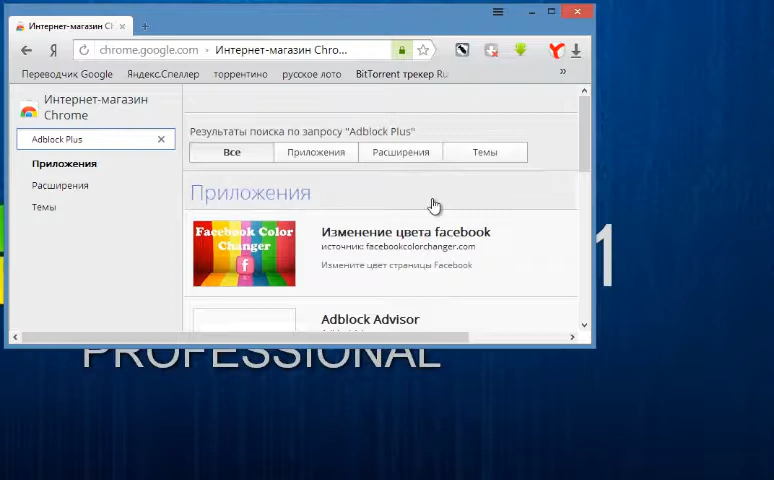 Интернет-магазин Ch
chrome.google.com › Интернет-магазин Chro...
Переводчик Google
Яндекс.Спеллер
торрентино
русское лото
BitTorrent трекер Ru
»
Интернет-магазин
Chrome
Adblock Plus
Приложения
Расширения
Темы
Результаты поиска по запросу "Adblock Plus"
Все
Приложения
Расширения
Темы
Приложения
Facebook Color
Changer
Изменение цвета facebook
источник: facebookcolorchanger.com
Измените цвет страницы Facebook
Adblock Advisor
1
PROFESSIONAL